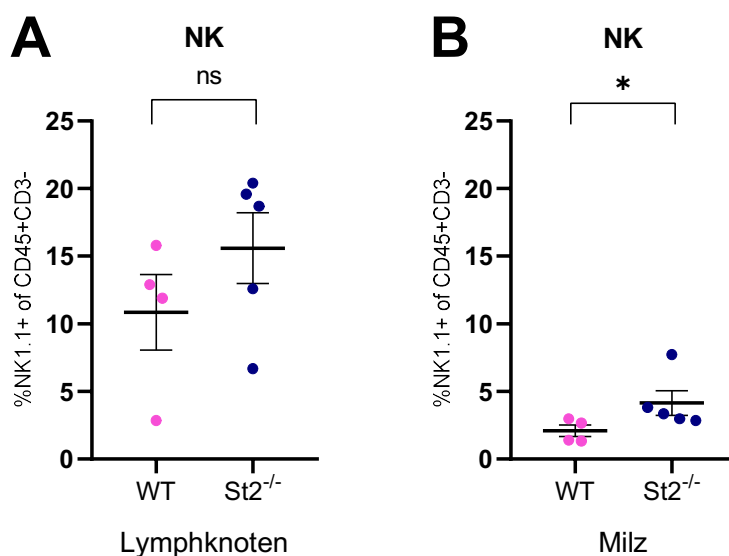 A
NK
ns
25
20
15
10
5
0
%NK1.1+ of CD45+CD3-
WT
St2-/-
Lymphknoten
B
NK
*
25
20
15
10
5
0
%NK1.1+ of CD45+CD3-
WT
St2-/-
Milz